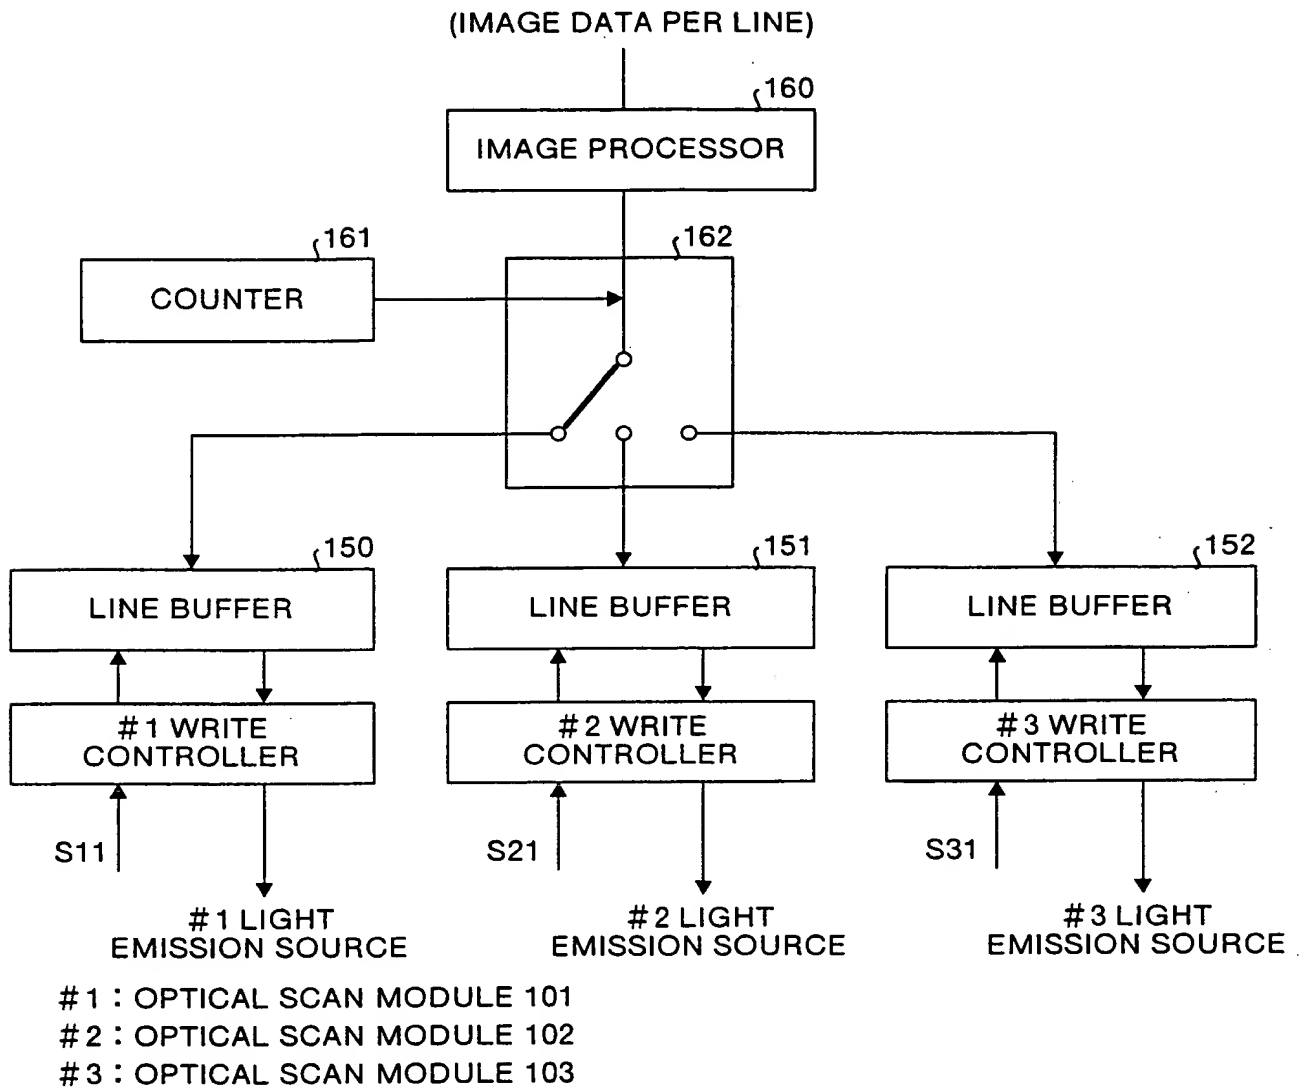 (IMAGE DATA PER LINE)
160
IMAGE PROCESSOR
161
162
COUNTER
150
151
152
LINE BUFFER
LINE BUFFER
LINE BUFFER
#1 WRITE
CONTROLLER
#2 WRITE
CONTROLLER
#3 WRITE
CONTROLLER
S11
S21
S31
#1 LIGHT
EMISSION SOURCE
#2 LIGHT
EMISSION SOURCE
#3 LIGHT
EMISSION SOURCE
#1 : OPTICAL SCAN MODULE 101
#2 : OPTICAL SCAN MODULE 102
#3 : OPTICAL SCAN MODULE 103